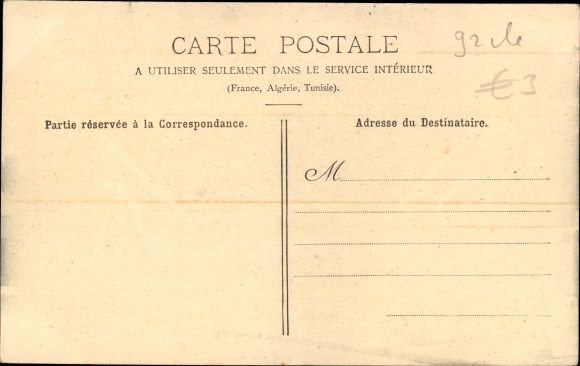 CARTE POSTALE
A UTILISER SEULEMENT DANS LE SERVICE INTÉRIEUR
(France, Algérie, Tunisie).
€3
Partie réservée à la Correspondance.
Adresse du Destinataire.
M